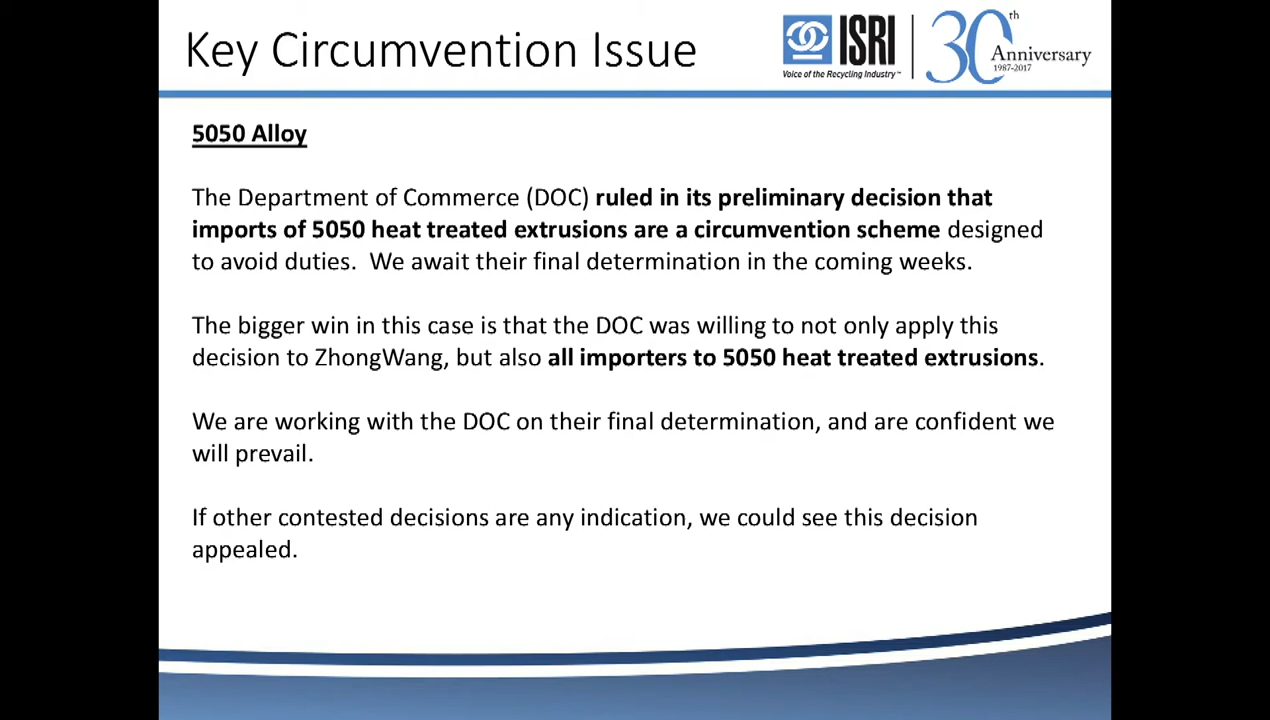 Key Circumvention Issue
ISRI
Voice of the Recycling Industry™
30th
Anniversary
1987-2017
5050 Alloy
The Department of Commerce (DOC) ruled in its preliminary decision that
imports of 5050 heat treated extrusions are a circumvention scheme designed
to avoid duties. We await their final determination in the coming weeks.
The bigger win in this case is that the DOC was willing to not only apply this
decision to ZhongWang, but also all importers to 5050 heat treated extrusions.
We are working with the DOC on their final determination, and are confident we
will prevail.
If other contested decisions are any indication, we could see this decision
appealed.